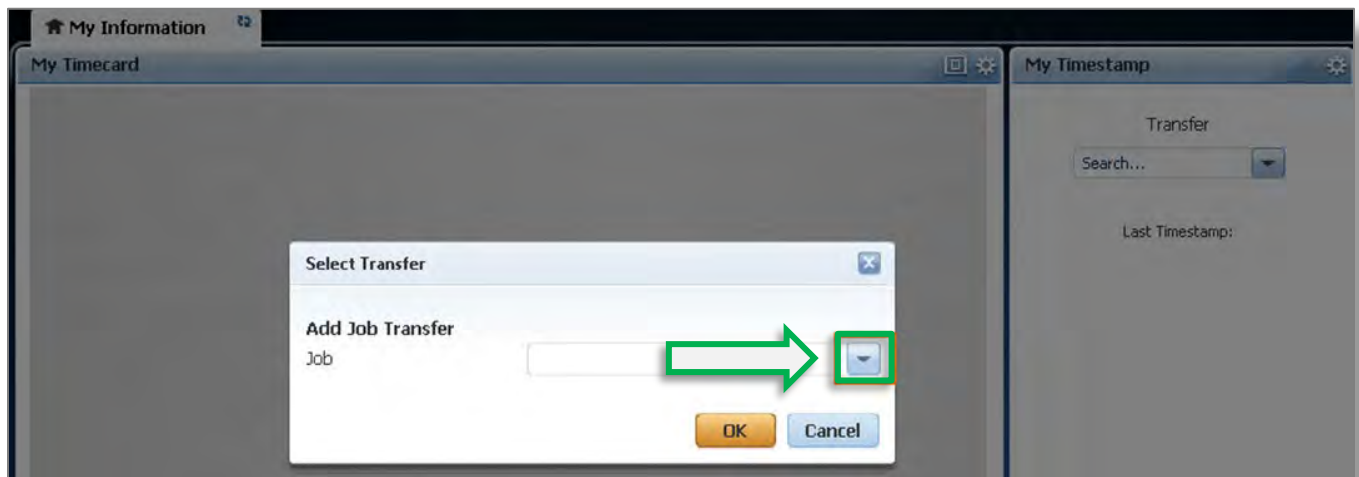 My Information
My Timecard
My Timestamp
Transfer
Search...
Last Timestamp:
Select Transfer
Add Job Transfer
Job
OK
Cancel